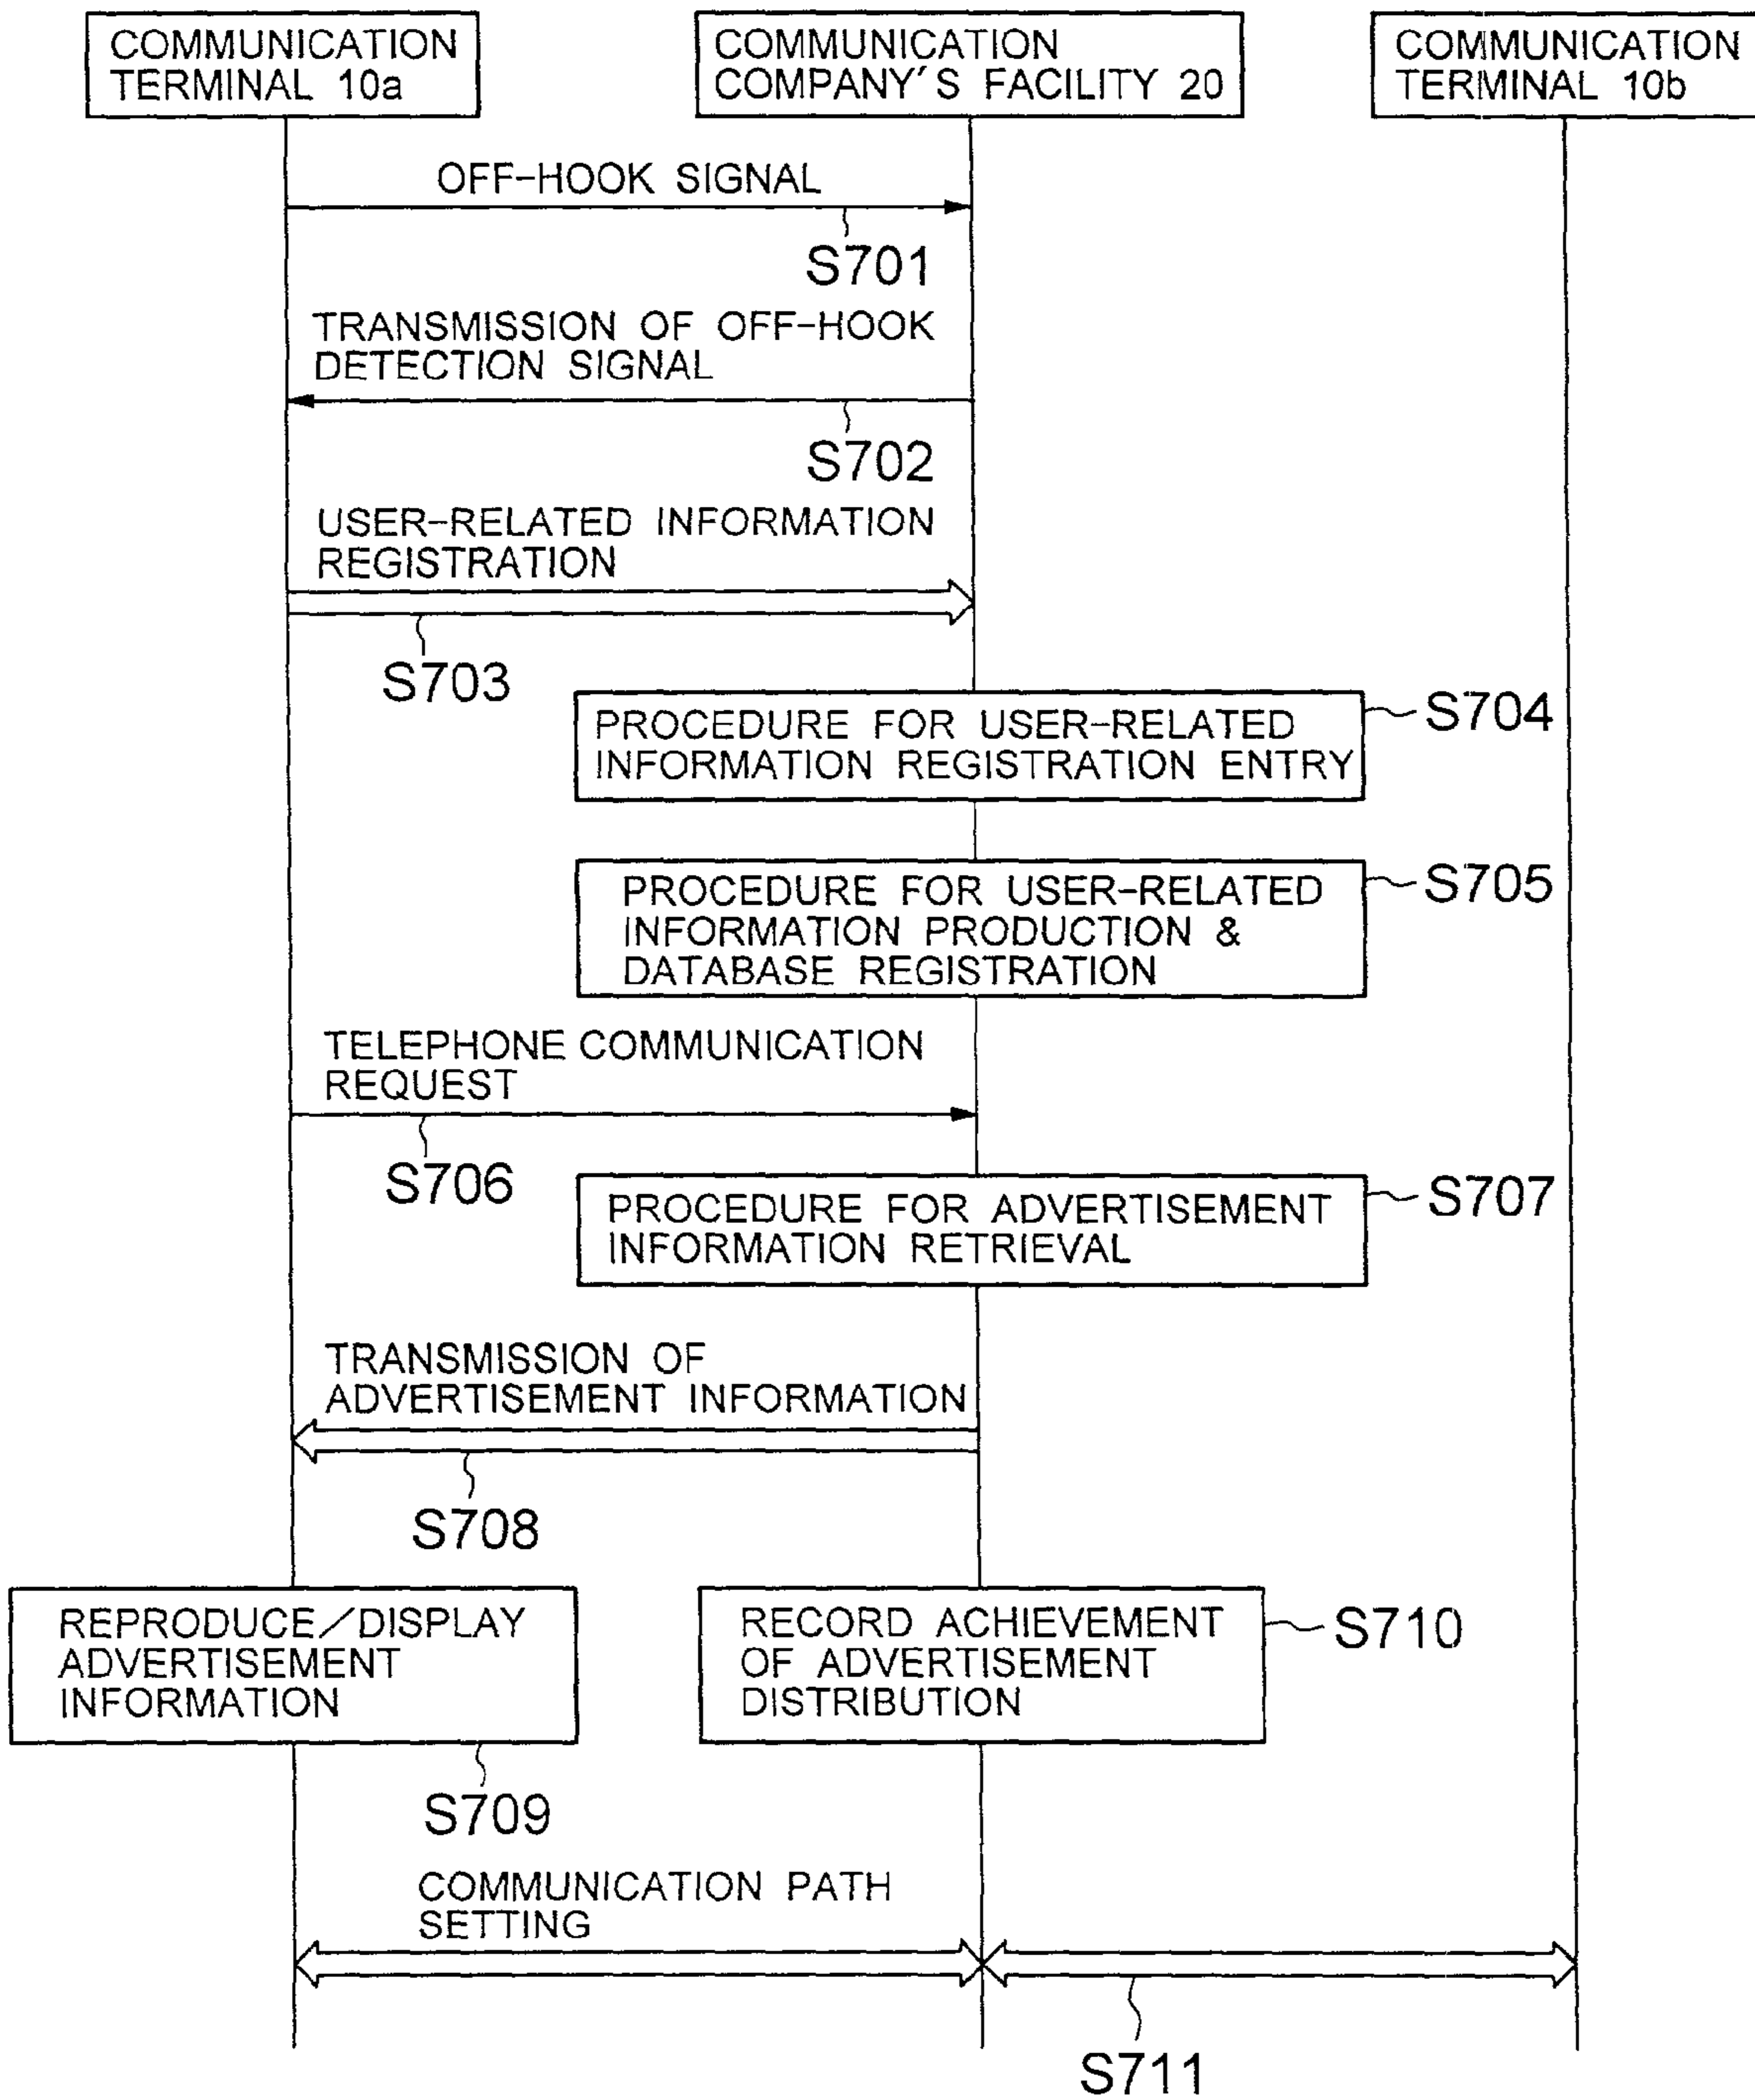 COMMUNICATION
TERMINAL 10a
COMMUNICATION
COMPANY'S FACILITY 20
COMMUNICATION
TERMINAL 10b
OFF-HOOK SIGNAL
S701
TRANSMISSION OF OFF-HOOK
DETECTION SIGNAL
S702
USER-RELATED INFORMATION
REGISTRATION
S703
PROCEDURE FOR USER-RELATED
INFORMATION REGISTRATION ENTRY
S704
PROCEDURE FOR USER-RELATED
INFORMATION PRODUCTION &
DATABASE REGISTRATION
S705
TELEPHONE COMMUNICATION
REQUEST
S706
PROCEDURE FOR ADVERTISEMENT
INFORMATION RETRIEVAL
S707
TRANSMISSION OF
ADVERTISEMENT INFORMATION
S708
REPRODUCE/DISPLAY
ADVERTISEMENT
INFORMATION
S709
RECORD ACHIEVEMENT
OF ADVERTISEMENT
DISTRIBUTION
S710
COMMUNICATION PATH
SETTING
S711